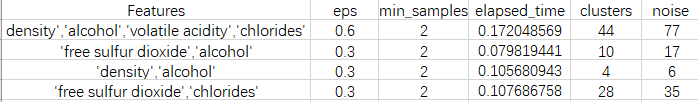 Features eps min_samples elapsed_time clusters noise
density','alcohol','volatile acidity','chlorides' 0.6 2 0.172048569 44 77
'free sulfur dioxide','alcohol' 0.3 2 0.079819441 10 17
'density','alcohol' 0.3 2 0.105680943 4 6
'free sulfur dioxide','chlorides' 0.3 2 0.107686758 28 35